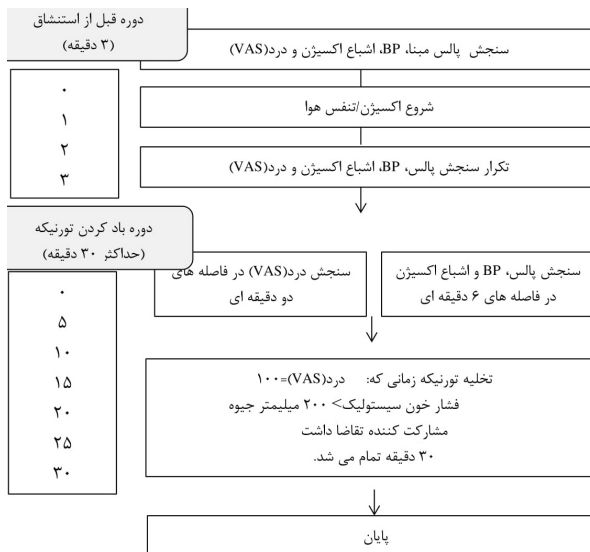 دوره قبل از استنشاق
(۳ دقیقه)
۰
۱
۲
۳
سنجش پالس مبنا، BP، اشباع اکسیژن و درد(VAS)
شروع اکسیژن/تنفس هوا
تکرار سنجش پالس، BP، اشباع اکسیژن و درد(VAS)
دوره باد کردن تورنیکه
(حداکثر ۳۰ دقیقه)
۰
۵
۱۰
۱۵
۲۰
۲۵
۳۰
سنجش پالس، BP و اشباع اکسیژن
در فاصله های ۶ دقیقه ای
سنجش درد(VAS) در فاصله های
دو دقیقه ای
تخلیه تورنیکه زمانی که: درد(VAS)=۱۰۰
فشار خون سیستولیک> ۲۰۰ میلیمتر جیوه
مشارکت کننده تقاضا داشت
۳۰ دقیقه تمام می شد.
پایان